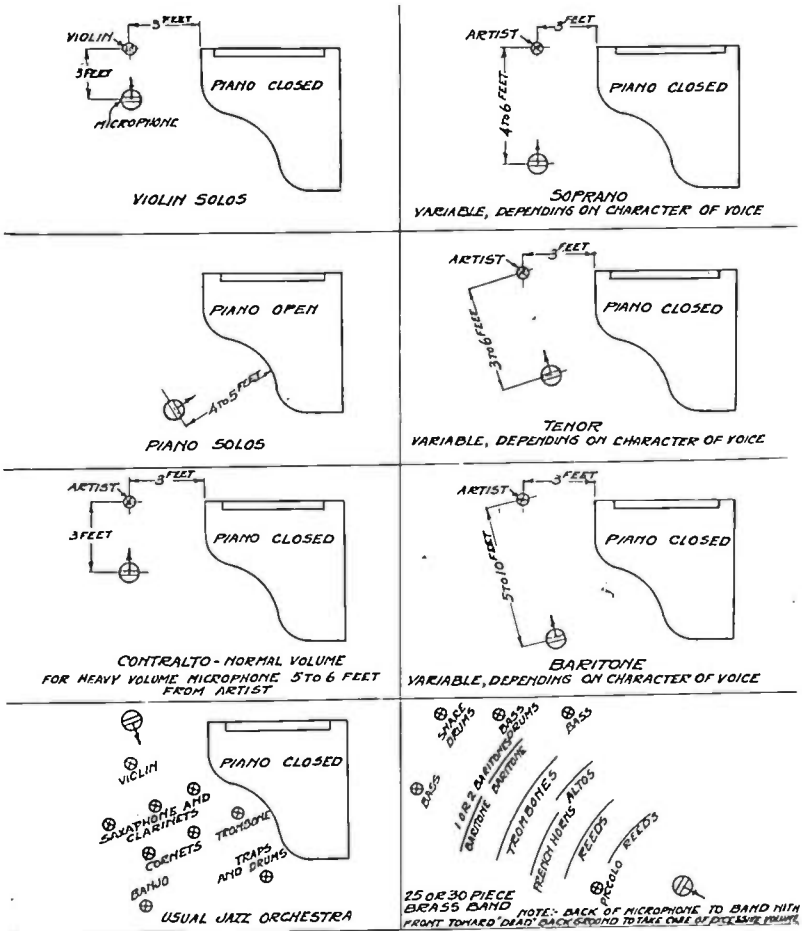 3 FEET
VIOLIN
3 FEET
PIANO CLOSED
MICROPHONE
VIOLIN SOLOS
3 FEET
ARTIST
4 TO 6 FEET
PIANO CLOSED
SOPRANO
VARIABLE, DEPENDING ON CHARACTER OF VOICE
PIANO OPEN
4 TO 5 FEET
PIANO SOLOS
3 FEET
ARTIST
3 TO 6 FEET
PIANO CLOSED
TENOR
VARIABLE, DEPENDING ON CHARACTER OF VOICE
3 FEET
ARTIST
3 FEET
PIANO CLOSED
CONTRALTO - NORMAL VOLUME
FOR HEAVY VOLUME MICROPHONE 5 TO 6 FEET
FROM ARTIST
3 FEET
ARTIST
5 TO 10 FEET
PIANO CLOSED
BARITONE
VARIABLE, DEPENDING ON CHARACTER OF VOICE
PIANO CLOSED
VIOLIN
SAXAPHONE AND
CLARINETS
TROMBONE
CORNETS
TRAPS
AND DRUMS
BANJO
USUAL JAZZ ORCHESTRA
SNARE
DRUMS
BASS
DRUMS
BASS
BASS
1 OR 2 BARITONES
BARITONE BARITONE
TROMBONES
ALTOS
FRENCH HORNS
REEDS
REEDS
PICCOLO
25 OR 30 PIECE
BRASS BAND
NOTE:- BACK OF MICROPHONE TO BAND WITH
FRONT TOWARD "DEAD" BACKGROUND TO TAKE CARE OF EXCESSIVE VOLUME